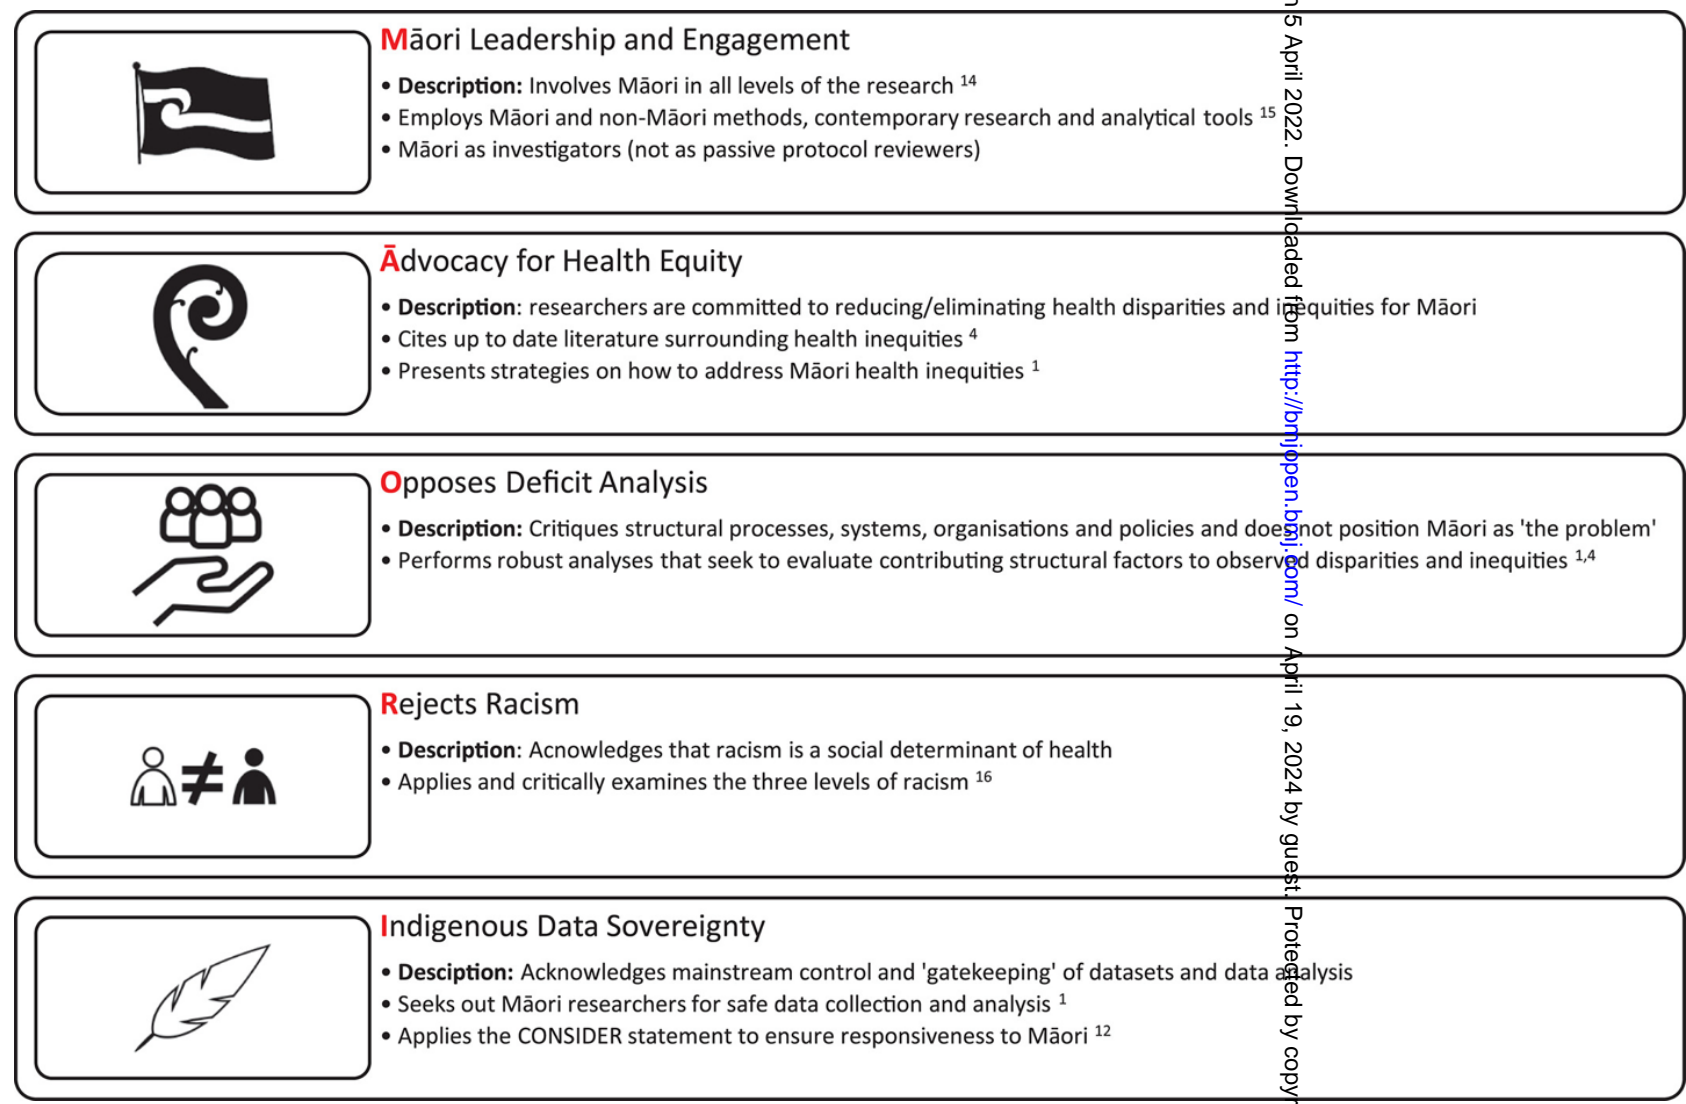 Māori Leadership and Engagement
• Description: Involves Māori in all levels of the research 14
• Employs Māori and non-Māori methods, contemporary research and analytical tools 15
• Māori as investigators (not as passive protocol reviewers)
Ādvocacy for Health Equity
• Description: researchers are committed to reducing/eliminating health disparities and inequities for Māori
• Cites up to date literature surrounding health inequities 4
• Presents strategies on how to address Māori health inequities 1
Opposes Deficit Analysis
• Description: Critiques structural processes, systems, organisations and policies and does not position Māori as 'the problem'
• Performs robust analyses that seek to evaluate contributing structural factors to observed disparities and inequities 1,4
Rejects Racism
• Description: Acnowledges that racism is a social determinant of health
• Applies and critically examines the three levels of racism 16
Indigenous Data Sovereignty
• Desciption: Acknowledges mainstream control and 'gatekeeping' of datasets and data analysis
• Seeks out Māori researchers for safe data collection and analysis 1
• Applies the CONSIDER statement to ensure responsiveness to Māori 12
5 April 2022. Downloaded from http://bmjopen.bmj.com/ on April 19, 2024 by guest. Protected by